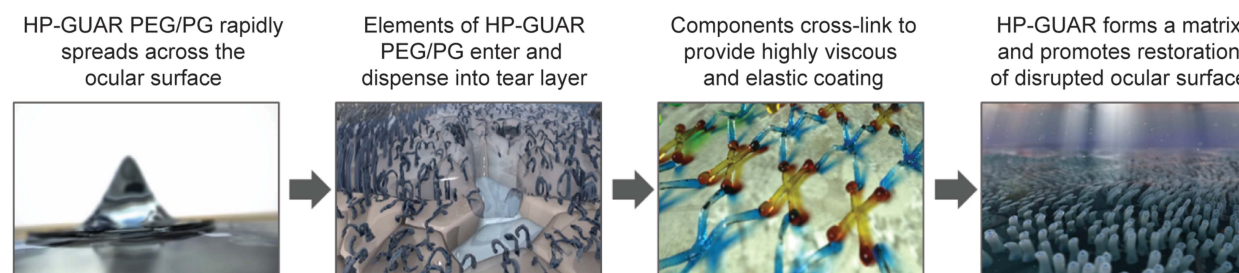 HP-GUAR PEG/PG rapidly
spreads across the
ocular surface
Elements of HP-GUAR
PEG/PG enter and
dispense into tear layer
Components cross-link to
provide highly viscous
and elastic coating
HP-GUAR forms a matrix
and promotes restoration
of disrupted ocular surface